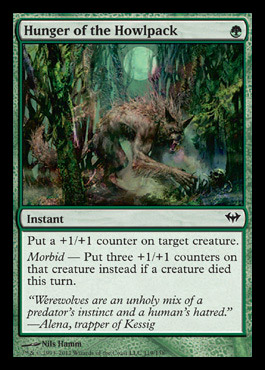 Hunger of the Howlpack
Instant
Put a +1/+1 counter on target creature.
Morbid — Put three +1/+1 counters on
that creature instead if a creature died
this turn.
"Werewolves are an unholy mix of a
predator's instinct and a human's hatred."
—Alena, trapper of Kessig
Nils Hamm